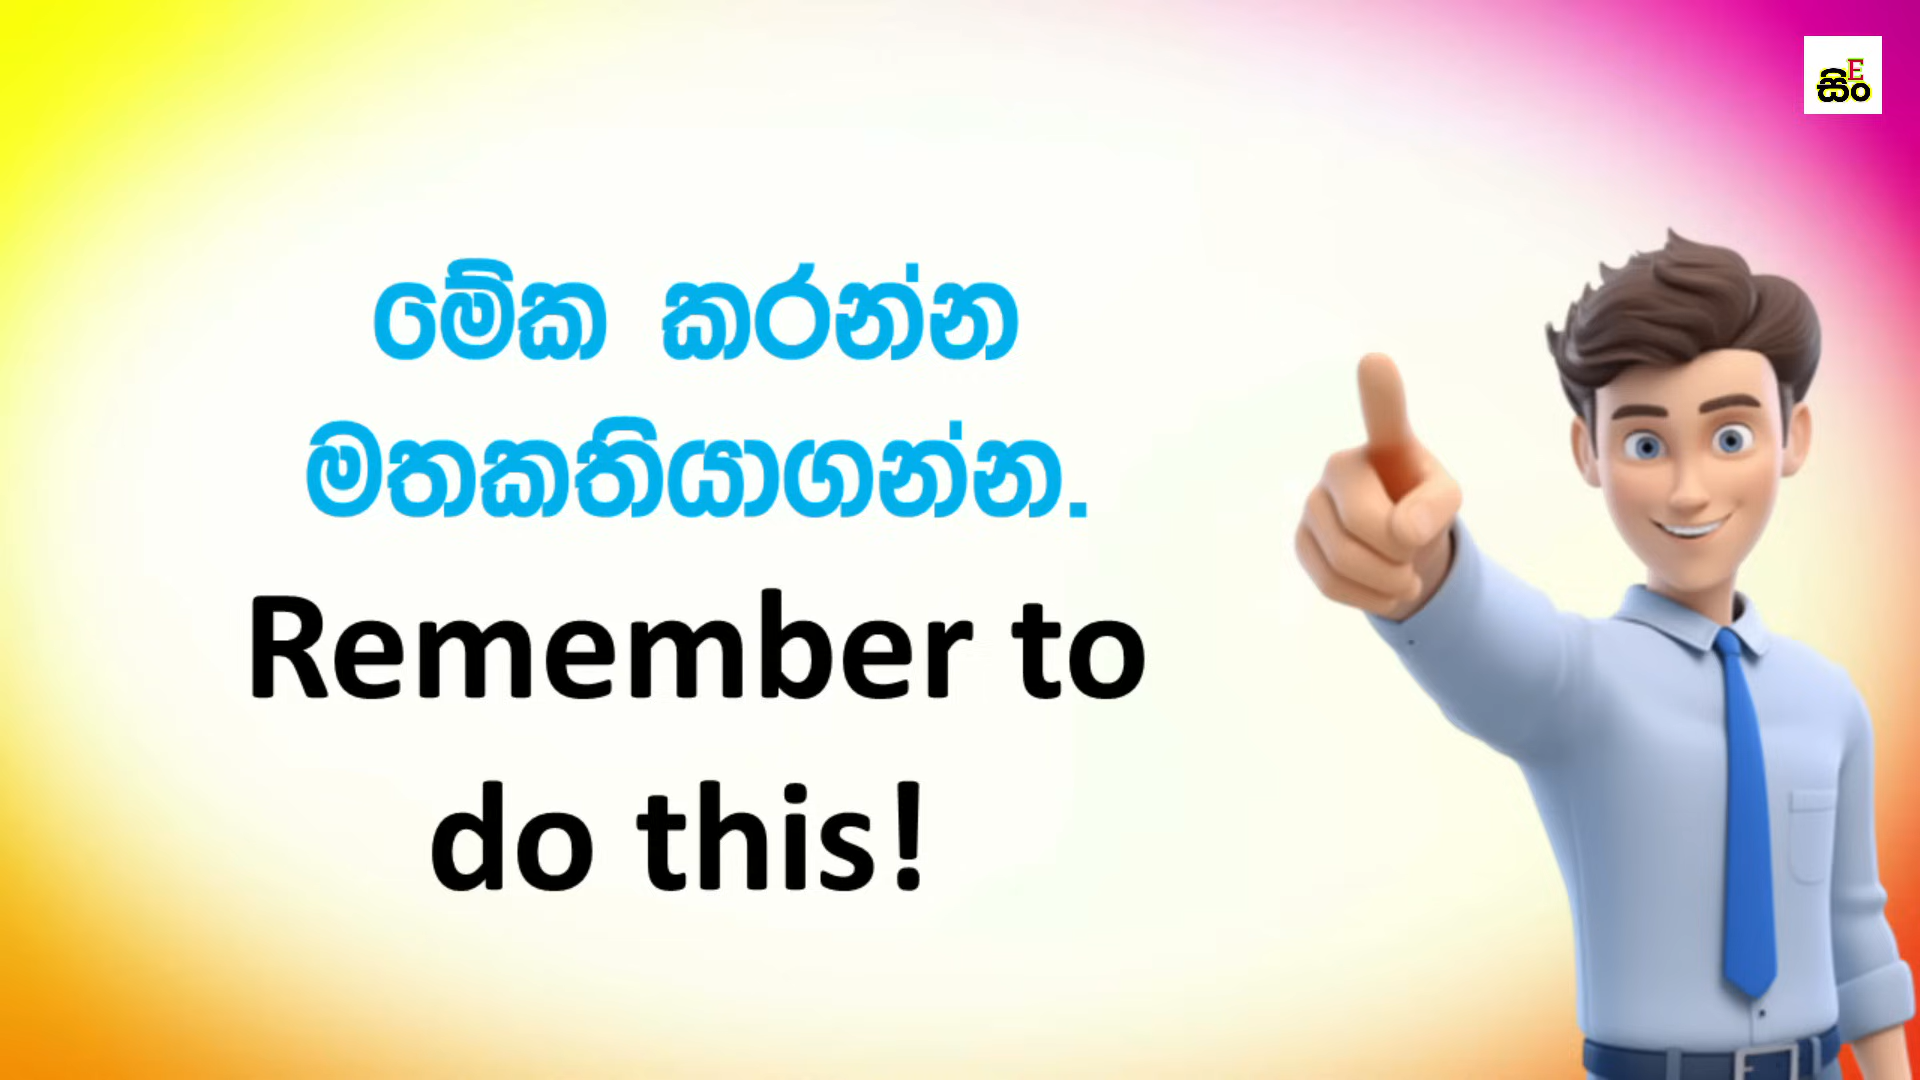 සිං
E
මේක කරන්න
මතකතියාගන්න.
Remember to
do this!